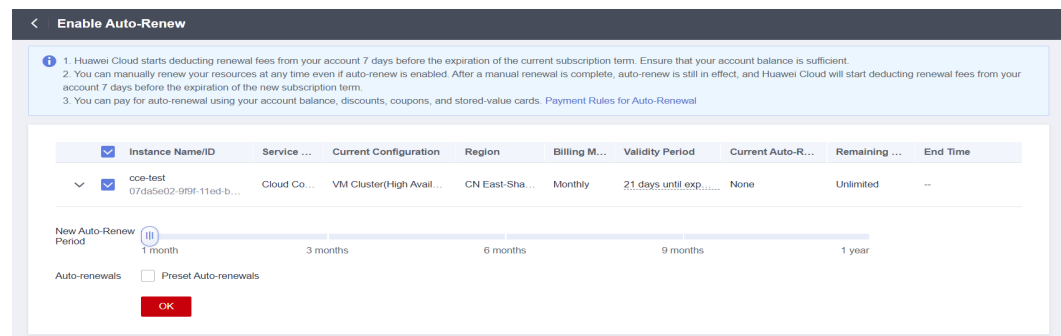 Enable Auto-Renew
1. Huawei Cloud starts deducting renewal fees from your account 7 days before the expiration of the current subscription term. Ensure that your account balance is sufficient.
2. You can manually renew your resources at any time even if auto-renew is enabled. After a manual renewal is complete, auto-renew is still in effect, and Huawei Cloud will start deducting renewal fees from your
account 7 days before the expiration of the new subscription term.
3. You can pay for auto-renewal using your account balance, discounts, coupons, and stored-value cards. Payment Rules for Auto-Renewal
Instance Name/ID Service ... Current Configuration Region Billing M... Validity Period Current Auto-R... Remaining ... End Time
cce-test
07da5e02-9f9f-11ed-b... Cloud Co... VM Cluster(High Avail... CN East-Sha... Monthly 21 days until exp... None Unlimited --
New Auto-Renew
Period
1 month 3 months 6 months 9 months 1 year
Auto-renewals Preset Auto-renewals
OK